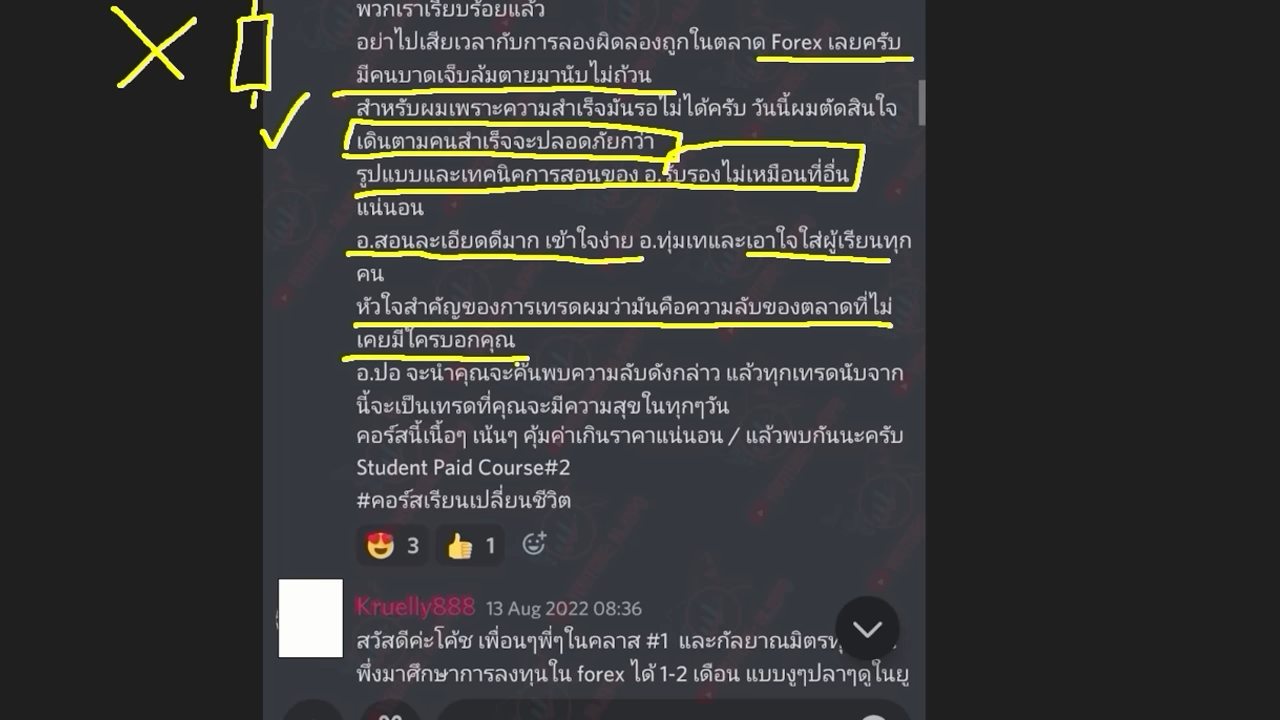 พวกเราเรียบร้อยแล้ว
อย่าไปเสียเวลากับการลองผิดลองถูกในตลาด Forex เลยครับ
มีคนบาดเจ็บล้มตายมานับไม่ถ้วน
สำหรับผมเพราะความสำเร็จมันรอไม่ได้ครับ วันนี้ผมตัดสินใจ
เดินตามคนสำเร็จจะปลอดภัยกว่า
รูปแบบและเทคนิคการสอนของ อ.รับรองไม่เหมือนที่อื่น
แน่นอน
อ.สอนละเอียดดีมาก เข้าใจง่าย อ.ทุ่มเทและเอาใจใส่ผู้เรียนทุก
คน
หัวใจสำคัญของการเทรดผมว่ามันคือความลับของตลาดที่ไม่
เคยมีใครบอกคุณ
อ.ปอ จะนำคุณจะค้นพบความลับดังกล่าว แล้วทุกเทรดนับจาก
นี้จะเป็นเทรดที่คุณจะมีความสุขในทุกๆวัน
คอร์สนี้เนื้อๆ เน้นๆ คุ้มค่าเกินราคาแน่นอน / แล้วพบกันนะครับ
Student Paid Course#2
#คอร์สเรียนเปลี่ยนชีวิต
3 1
Kruelly888 13 Aug 2022 08:36
สวัสดีค่ะโค้ช เพื่อนๆพี่ๆในคลาส #1 และกัลยาณมิตร
พึ่งมาศึกษาการลงทุนใน forex ได้ 1-2 เดือน แบบงูๆปลาๆดูในยู